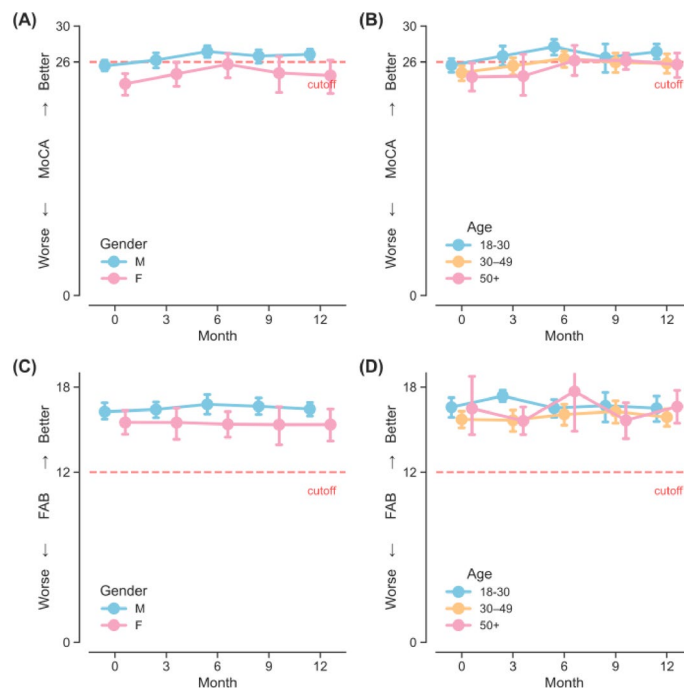 (A)
30
26
0
Worse ← MoCA → Better
cutoff
Gender
M
F
0 3 6 9 12
Month
(B)
30
26
0
Worse ← MoCA → Better
cutoff
Age
18-30
30–49
50+
0 3 6 9 12
Month
(C)
18
12
0
Worse ← FAB → Better
cutoff
Gender
M
F
0 3 6 9 12
Month
(D)
18
12
0
Worse ← FAB → Better
cutoff
Age
18-30
30–49
50+
0 3 6 9 12
Month